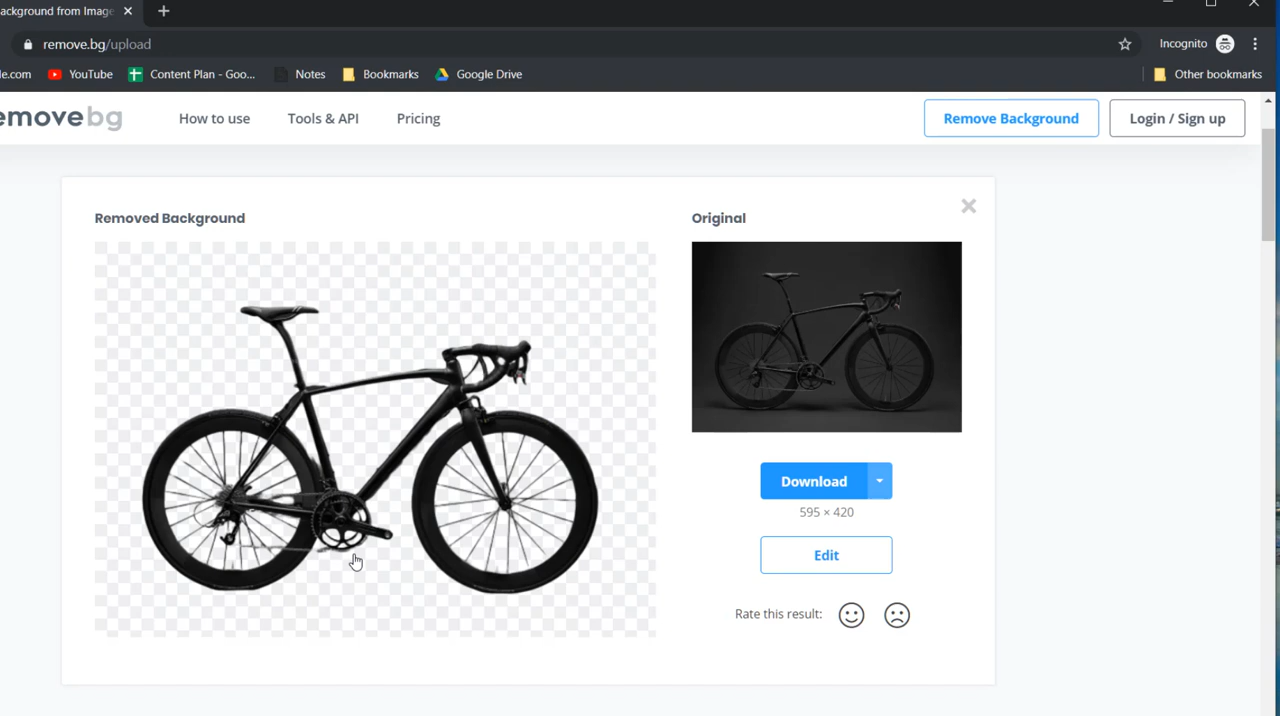 ackground from Image
remove.bg/upload
Incognito
le.com
YouTube
Content Plan - Goo...
Notes
Bookmarks
Google Drive
Other bookmarks
emovebg
How to use
Tools & API
Pricing
Remove Background
Login / Sign up
Removed Background
Original
Download
595 × 420
Edit
Rate this result: